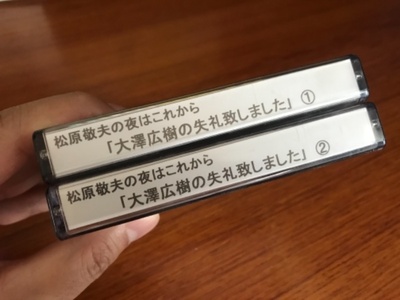 松原敬夫の夜はこれから
「大澤広樹の失礼致しました」①
松原敬夫の夜はこれから
「大澤広樹の失礼致しました」②